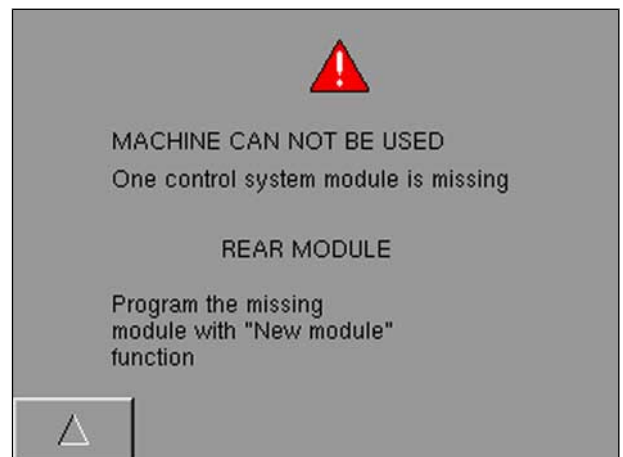 MACHINE CAN NOT BE USED
One control system module is missing
REAR MODULE
Program the missing
module with "New module"
function